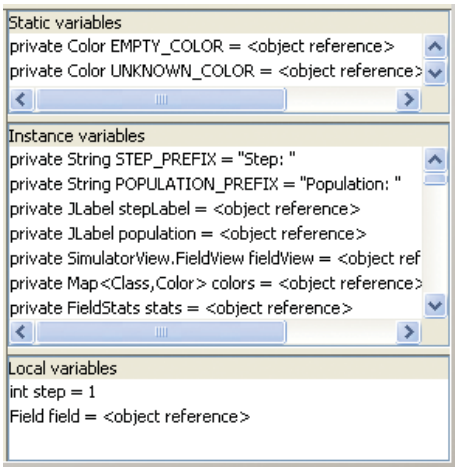 Static variables
private Color EMPTY_COLOR = <object reference>
private Color UNKNOWN_COLOR = <object reference>
Instance variables
private String STEP_PREFIX = "Step: "
private String POPULATION_PREFIX = "Population: "
private JLabel stepLabel = <object reference>
private JLabel population = <object reference>
private SimulatorView.FieldView fieldView = <object ref
private Map<Class,Color> colors = <object reference>
private FieldStats stats = <object reference>
Local variables
int step = 1
Field field = <object reference>